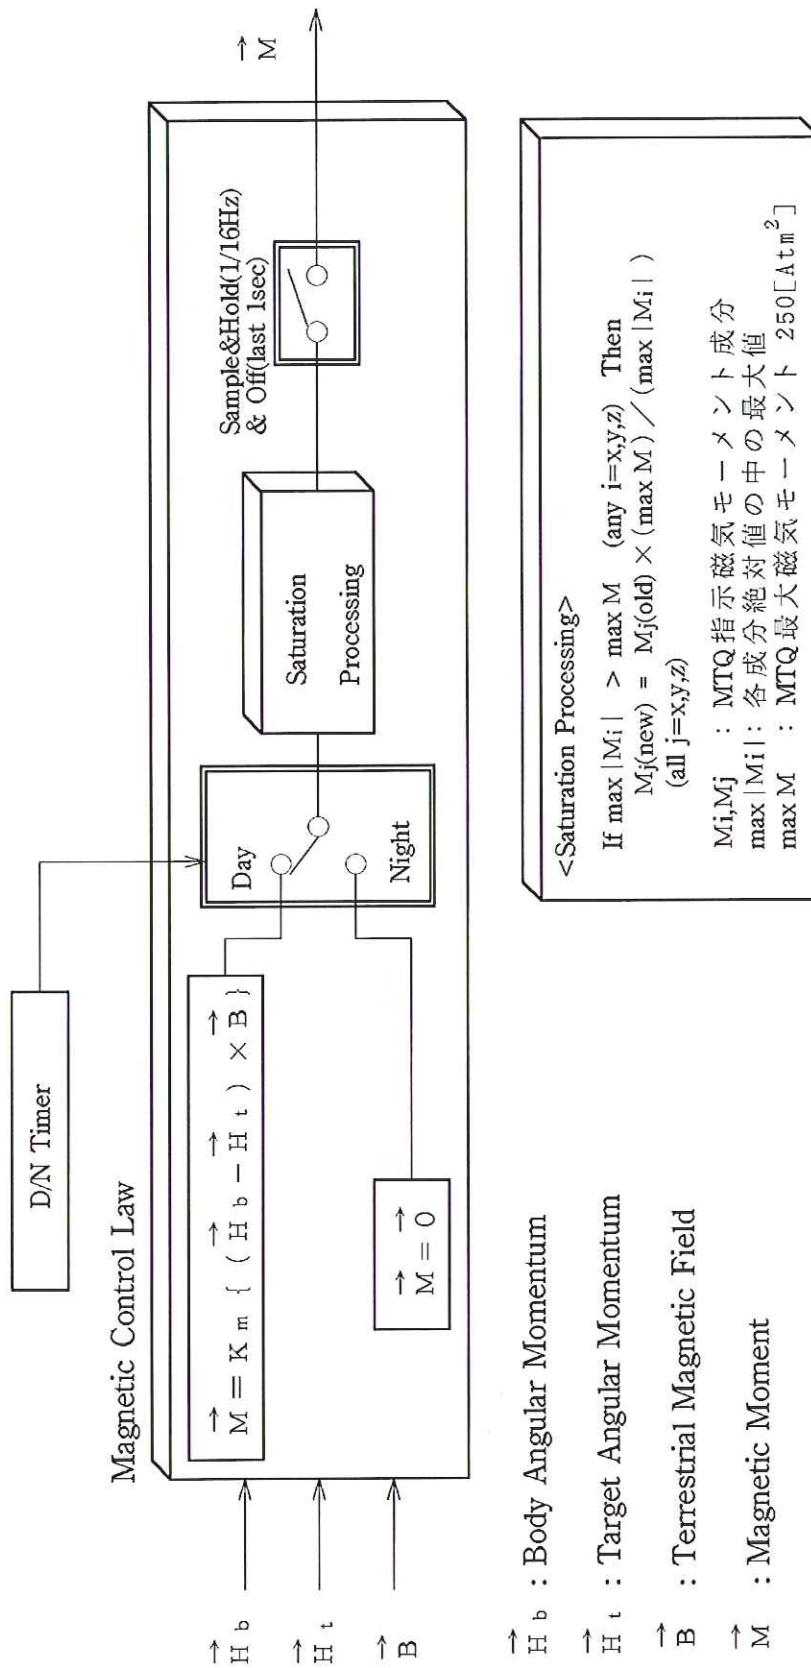 D/N Timer
Magnetic Control Law
→
H b
→
H t
→
B
→ → → →
M = K m { ( H b − H t ) × B }
→ →
M = 0
Day
Night
Saturation
Processing
Sample&Hold(1/16Hz)
& Off(last 1sec)
→
M
→
H b : Body Angular Momentum
→
H t : Target Angular Momentum
→
B : Terrestrial Magnetic Field
→
M : Magnetic Moment
<Saturation Processing>
If max |Mi| > max M (any i=x,y,z) Then
Mj(new) = Mj(old) × (max M) / (max |Mi| )
(all j=x,y,z)
Mi,Mj : MTQ指示磁気モーメント成分
max |Mi| : 各成分絶対値の中の最大値
max M : MTQ最大磁気モーメント 250[Atm²]